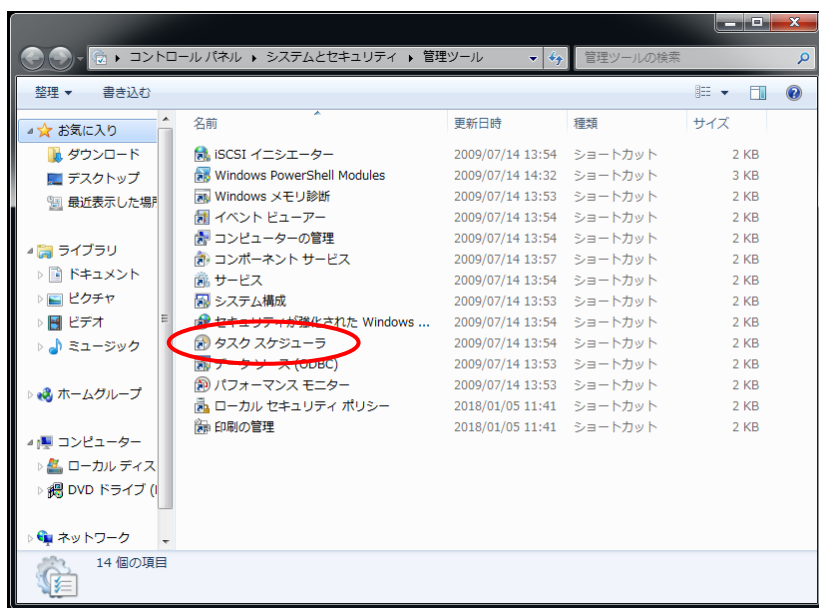 コントロール パネル ▸ システムとセキュリティ ▸ 管理ツール
管理ツールの検索
整理 書き込む
名前 更新日時 種類 サイズ
お気に入り
ダウンロード
デスクトップ
最近表示した場所
ライブラリ
ドキュメント
ピクチャ
ビデオ
ミュージック
ホームグループ
コンピューター
ローカル ディス
DVD ドライブ (
ネットワーク
iSCSI イニシエーター 2009/07/14 13:54 ショートカット 2 KB
Windows PowerShell Modules 2009/07/14 14:32 ショートカット 3 KB
Windows メモリ診断 2009/07/14 13:53 ショートカット 2 KB
イベント ビューアー 2009/07/14 13:54 ショートカット 2 KB
コンピューターの管理 2009/07/14 13:54 ショートカット 2 KB
コンポーネント サービス 2009/07/14 13:57 ショートカット 2 KB
サービス 2009/07/14 13:54 ショートカット 2 KB
システム構成 2009/07/14 13:53 ショートカット 2 KB
セキュリティが強化された Windows ... 2009/07/14 13:54 ショートカット 2 KB
タスク スケジューラ 2009/07/14 13:54 ショートカット 2 KB
データ ソース (ODBC) 2009/07/14 13:53 ショートカット 2 KB
パフォーマンス モニター 2009/07/14 13:53 ショートカット 2 KB
ローカル セキュリティ ポリシー 2018/01/05 11:41 ショートカット 2 KB
印刷の管理 2018/01/05 11:41 ショートカット 2 KB
14 個の項目